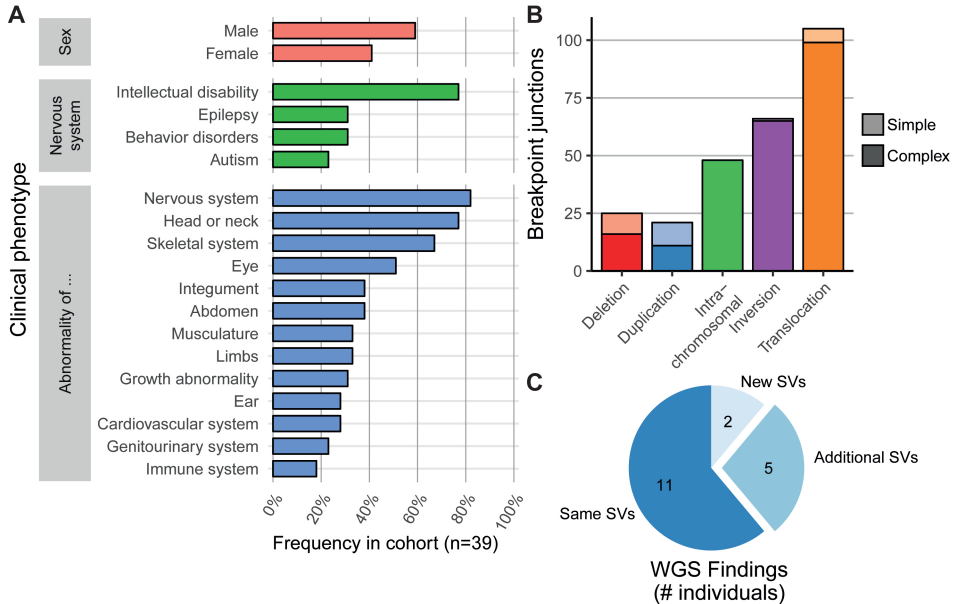 A
Clinical phenotype
Sex
Male
Female
Nervous
system
Intellectual disability
Epilepsy
Behavior disorders
Autism
Abnormality of ...
Nervous system
Head or neck
Skeletal system
Eye
Integument
Abdomen
Musculature
Limbs
Growth abnormality
Ear
Cardiovascular system
Genitourinary system
Immune system
0%
20%
40%
60%
80%
100%
Frequency in cohort (n=39)
B
Breakpoint junctions
100
75
50
25
0
Deletion
Duplication
Intra−
chromosomal
Inversion
Translocation
Simple
Complex
C
New SVs
2
Additional SVs
5
11
Same SVs
WGS Findings
(# individuals)